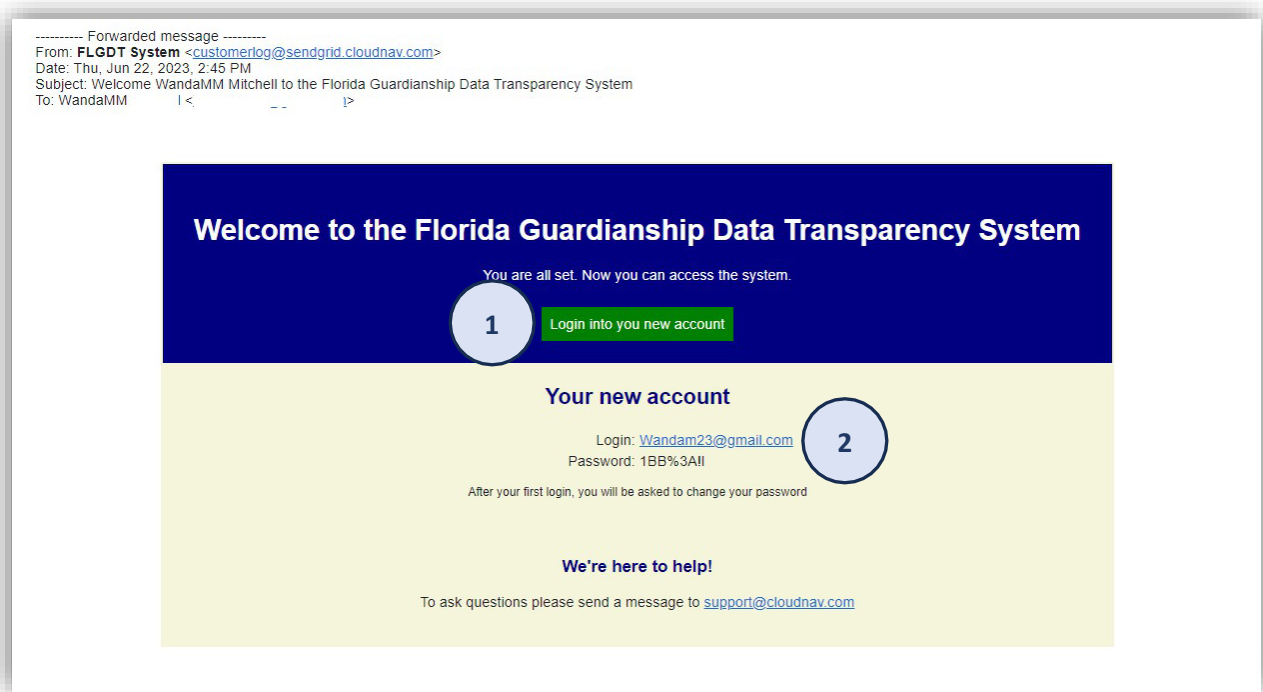 ---------- Forwarded message ---------
From: FLGDT System <customerlog@sendgrid.cloudnav.com>
Date: Thu, Jun 22, 2023, 2:45 PM
Subject: Welcome WandaMM Mitchell to the Florida Guardianship Data Transparency System
To: WandaMM <
Welcome to the Florida Guardianship Data Transparency System
You are all set. Now you can access the system.
1 Login into you new account
Your new account
Login: Wandam23@gmail.com 2
Password: 1BB%3A!!
After your first login, you will be asked to change your password
We're here to help!
To ask questions please send a message to support@cloudnav.com